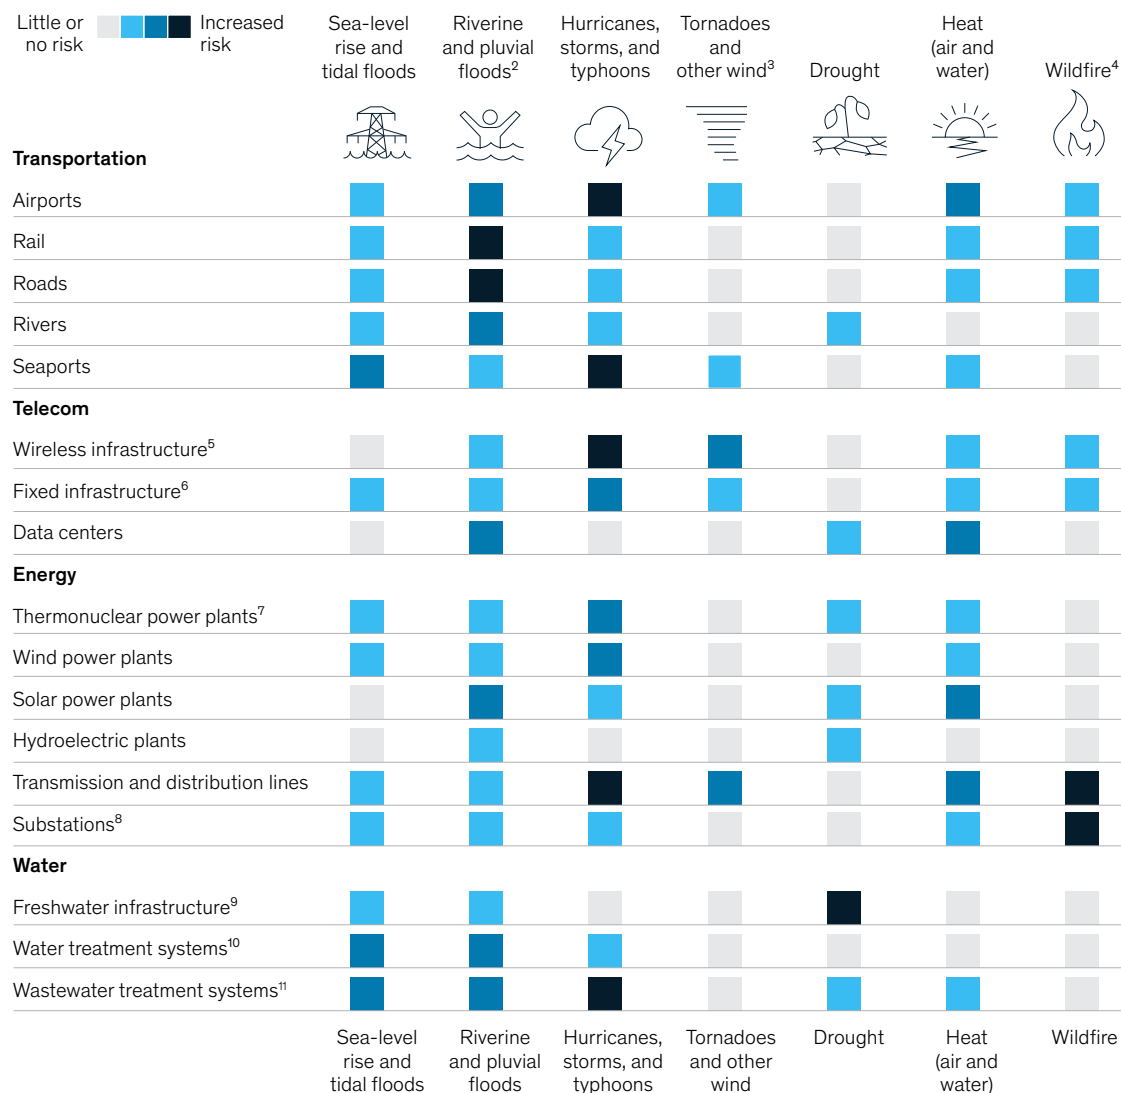 Little or
no risk
Increased
risk
Sea-level
rise and
tidal floods
Riverine
and pluvial
floods²
Hurricanes,
storms, and
typhoons
Tornadoes
and
other wind³
Drought
Heat
(air and
water)
Wildfire⁴
Transportation
Airports
Rail
Roads
Rivers
Seaports
Telecom
Wireless infrastructure⁵
Fixed infrastructure⁶
Data centers
Energy
Thermonuclear power plants⁷
Wind power plants
Solar power plants
Hydroelectric plants
Transmission and distribution lines
Substations⁸
Water
Freshwater infrastructure⁹
Water treatment systems¹⁰
Wastewater treatment systems¹¹
Sea-level
rise and
tidal floods
Riverine
and pluvial
floods
Hurricanes,
storms, and
typhoons
Tornadoes
and other
wind
Drought
Heat
(air and
water)
Wildfire